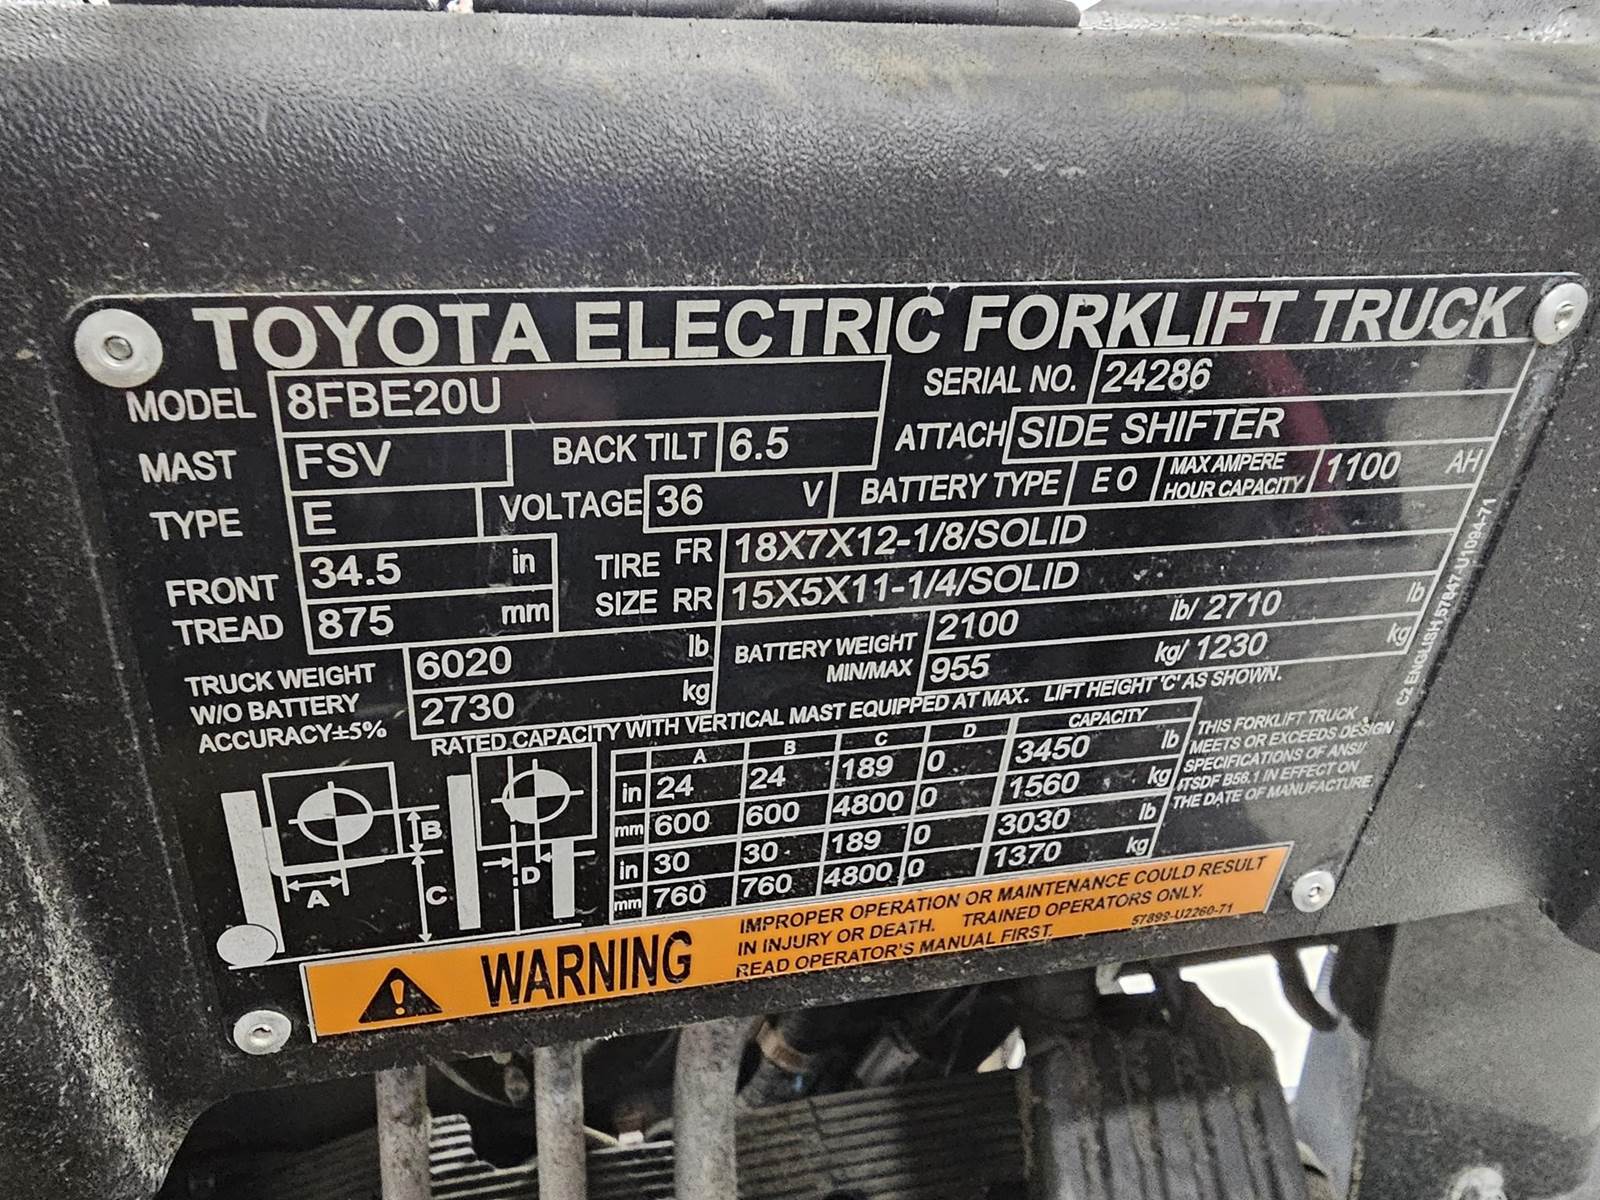 TOYOTA ELECTRIC FORKLIFT TRUCK
MODEL 8FBE20U SERIAL NO. 24286
MAST FSV BACK TILT 6.5 ATTACH SIDE SHIFTER
TYPE E VOLTAGE 36 V BATTERY TYPE E O MAX AMPERE HOUR CAPACITY 1100 AH
FRONT TREAD 34.5 in TIRE SIZE FR 18X7X12-1/8/SOLID
875 mm RR 15X5X11-1/4/SOLID
TRUCK WEIGHT W/O BATTERY ACCURACY±5% 6020 lb BATTERY WEIGHT MIN/MAX 2100 lb/ 2710 lb
2730 kg 955 kg/ 1230 kg
RATED CAPACITY WITH VERTICAL MAST EQUIPPED AT MAX. LIFT HEIGHT 'C' AS SHOWN.
A B C D CAPACITY
in 24 24 189 0 3450 lb
mm 600 600 4800 0 1560 kg
in 30 30 189 0 3030 lb
mm 760 760 4800 0 1370 kg
A B C D
THIS FORKLIFT TRUCK
MEETS OR EXCEEDS DESIGN
SPECIFICATIONS OF ANSI/
ITSDF B56.1 IN EFFECT ON
THE DATE OF MANUFACTURE.
C2 ENGLISH 57847-U1094-71
WARNING
IMPROPER OPERATION OR MAINTENANCE COULD RESULT
IN INJURY OR DEATH. TRAINED OPERATORS ONLY.
READ OPERATOR'S MANUAL FIRST. 57899-U2260-71